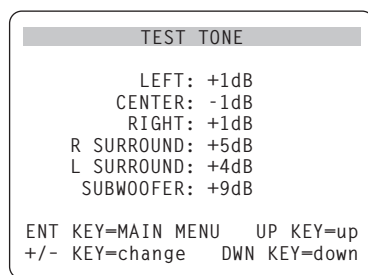 TEST TONE
LEFT: +1dB
CENTER: -1dB
RIGHT: +1dB
R SURROUND: +5dB
L SURROUND: +4dB
SUBWOOFER: +9dB
ENT KEY=MAIN MENU UP KEY=up
+/- KEY=change DWN KEY=down